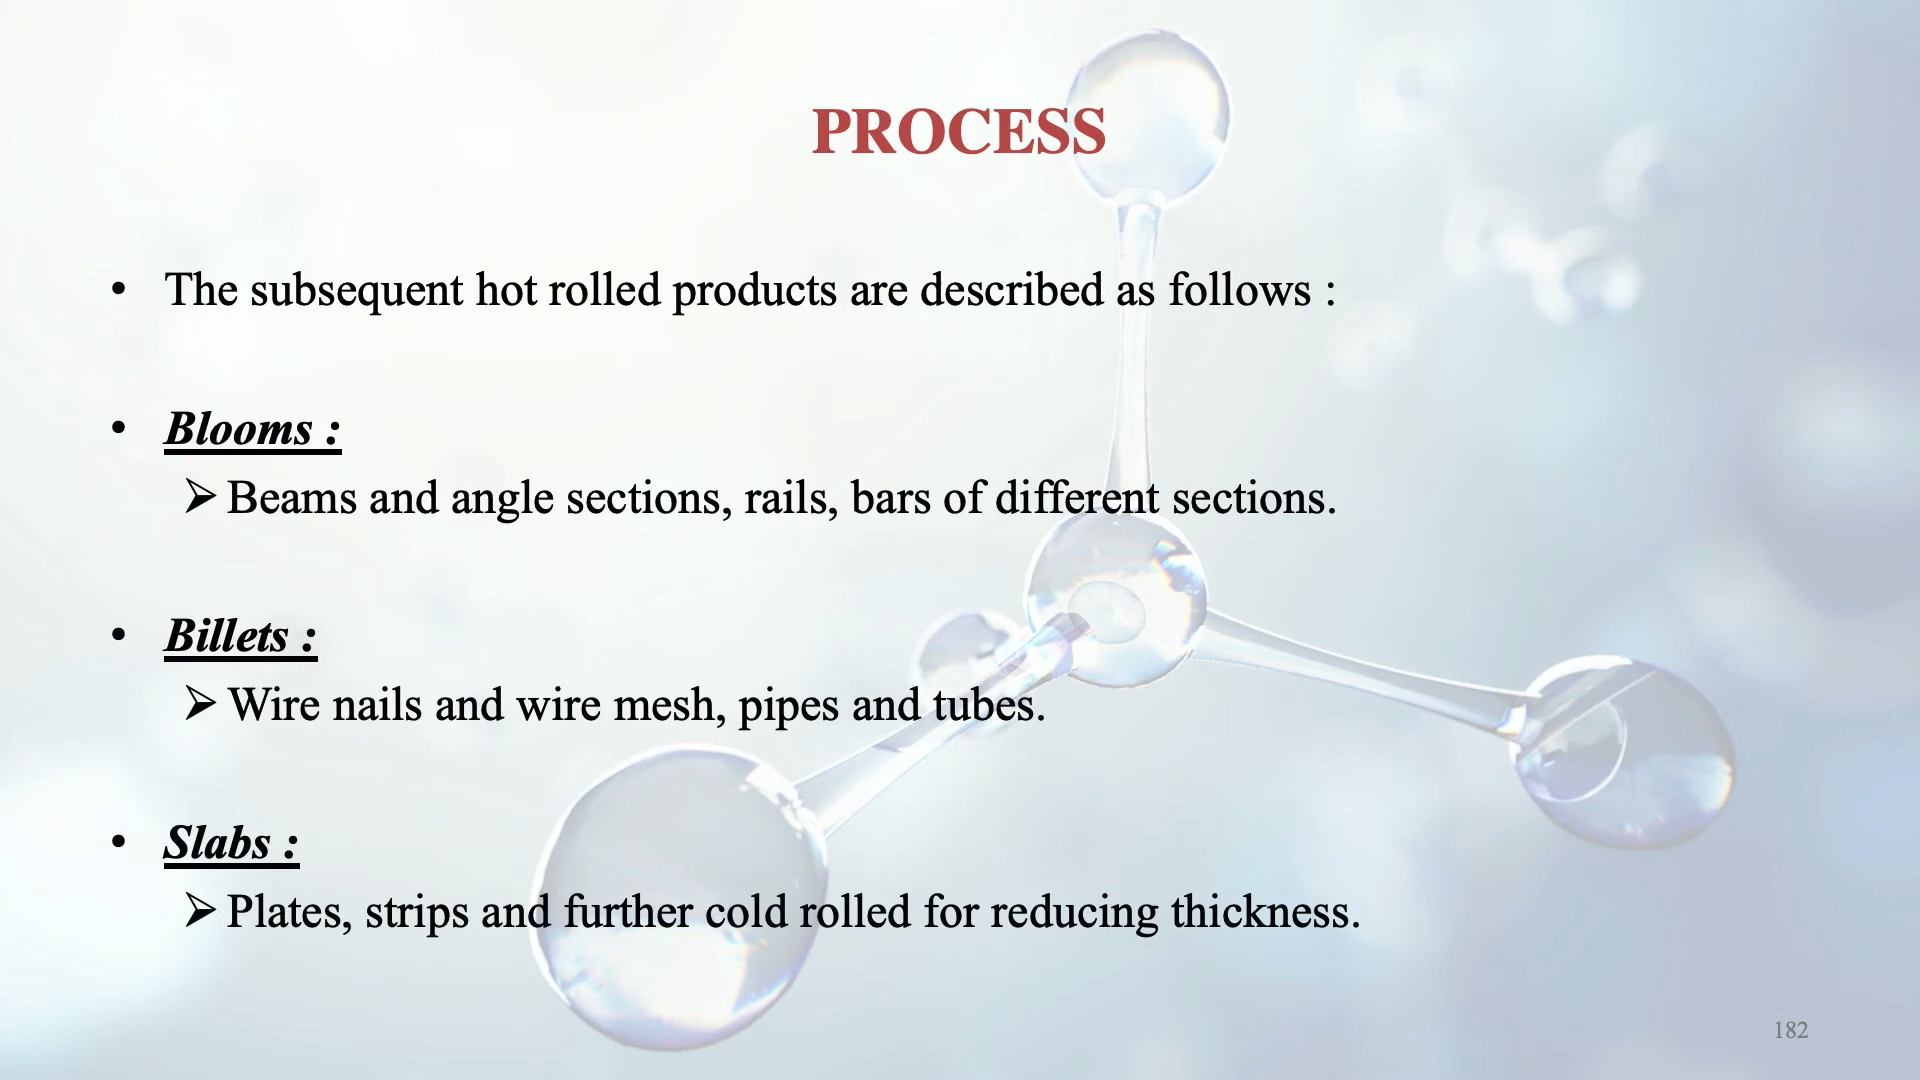 PROCESS
• The subsequent hot rolled products are described as follows :
• Blooms :
➢ Beams and angle sections, rails, bars of different sections.
• Billets :
➢ Wire nails and wire mesh, pipes and tubes.
• Slabs :
➢ Plates, strips and further cold rolled for reducing thickness.
182